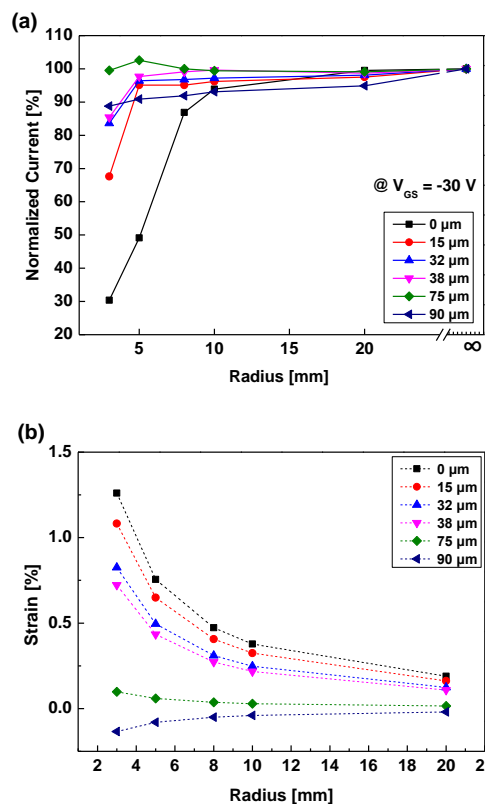 (a)
110
100
90
80
70
60
50
40
30
20
Normalized Current [%]
@ V_GS = -30 V
0 µm
15 µm
32 µm
38 µm
75 µm
90 µm
5
10
15
20
∞
Radius [mm]
(b)
1.5
1.0
0.5
0.0
Strain [%]
0 µm
15 µm
32 µm
38 µm
75 µm
90 µm
2
4
6
8
10
12
14
16
18
20
22
Radius [mm]